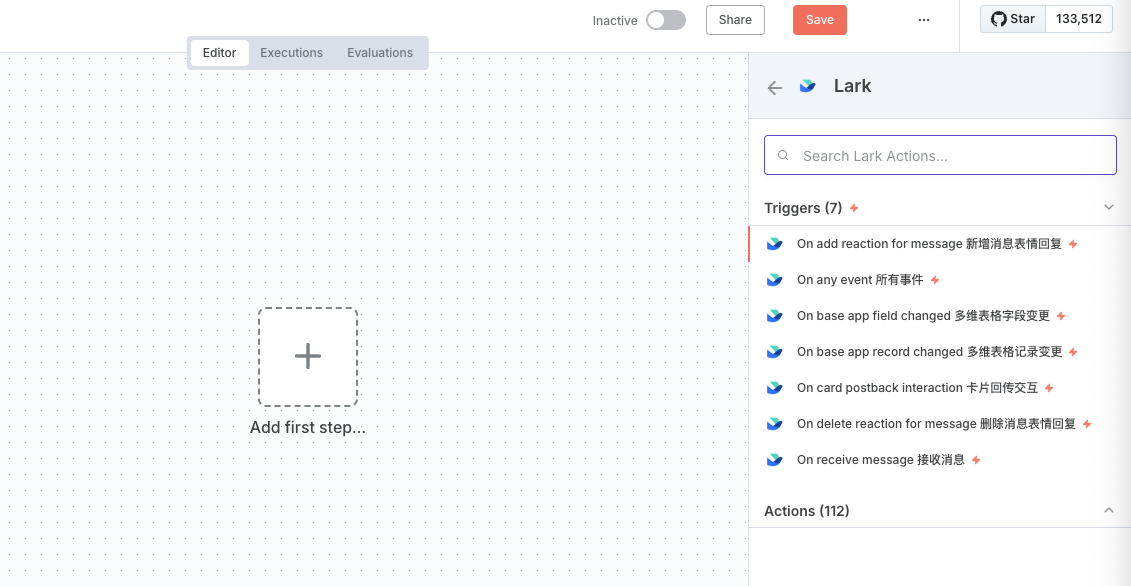 Inactive
Share
Save
...
Star
133,512
Editor
Executions
Evaluations
Lark
Search Lark Actions...
Triggers (7)
On add reaction for message 新增消息表情回复
On any event 所有事件
On base app field changed 多维表格字段变更
On base app record changed 多维表格记录变更
On card postback interaction 卡片回传交互
On delete reaction for message 删除消息表情回复
On receive message 接收消息
Add first step...
Actions (112)